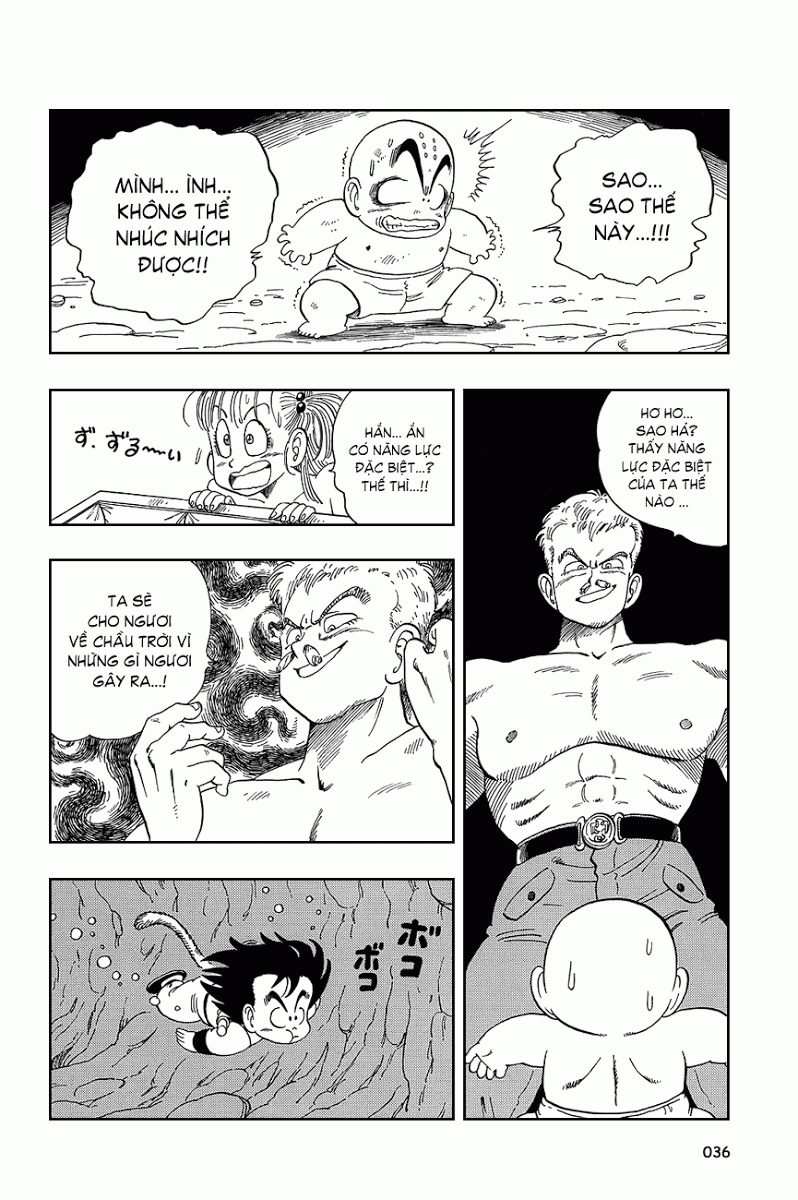 SAO...
SAO THẾ
NÀY...!!!
MÌNH... ÌNH...
KHÔNG THỂ
NHÚC NHÍCH
ĐƯỢC!!
HƠ HƠ...
SAO HẢ?
THẤY NĂNG
LỰC ĐẶC BIỆT
CỦA TA THẾ
NÀO ...
HẮN... ẮN
CÓ NĂNG LỰC
ĐẶC BIỆT...?
THẾ THÌ...!!
ず、ずる〜〜い
TA SẼ
CHO NGƯƠI
VỀ CHẦU TRỜI VÌ
NHỮNG GÌ NGƯƠI
GÂY RA...!
ボコ
ボコ
036